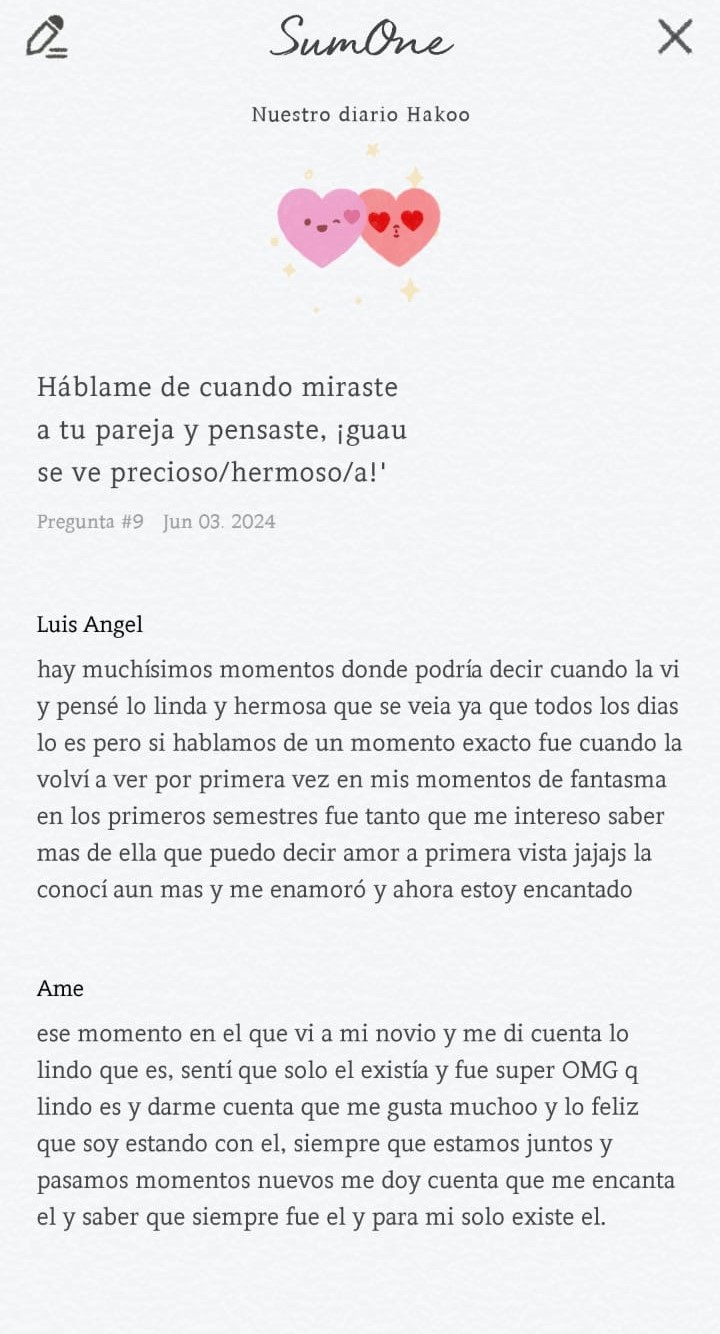 SumOne
Nuestro diario Hakoo
Háblame de cuando miraste
a tu pareja y pensaste, ¡guau
se ve precioso/hermoso/a!'
Pregunta #9 Jun 03. 2024
Luis Angel
hay muchísimos momentos donde podría decir cuando la vi
y pensé lo linda y hermosa que se veia ya que todos los dias
lo es pero si hablamos de un momento exacto fue cuando la
volví a ver por primera vez en mis momentos de fantasma
en los primeros semestres fue tanto que me intereso saber
mas de ella que puedo decir amor a primera vista jajajs la
conocí aun mas y me enamoró y ahora estoy encantado
Ame
ese momento en el que vi a mi novio y me di cuenta lo
lindo que es, sentí que solo el existía y fue super OMG q
lindo es y darme cuenta que me gusta muchoo y lo feliz
que soy estando con el, siempre que estamos juntos y
pasamos momentos nuevos me doy cuenta que me encanta
el y saber que siempre fue el y para mi solo existe el.